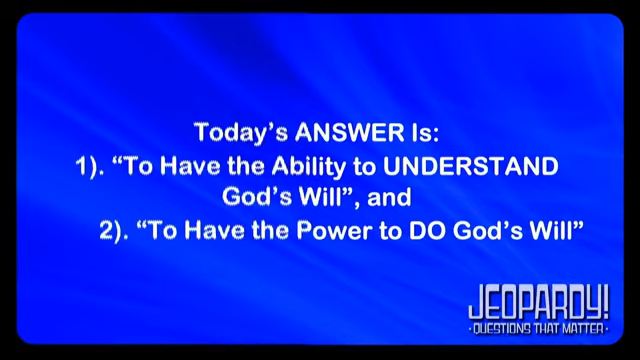 Today's ANSWER Is:
1). “To Have the Ability to UNDERSTAND
God's Will”, and
2). “To Have the Power to DO God's Will”
JEOPARDY!
• QUESTIONS THAT MATTER •